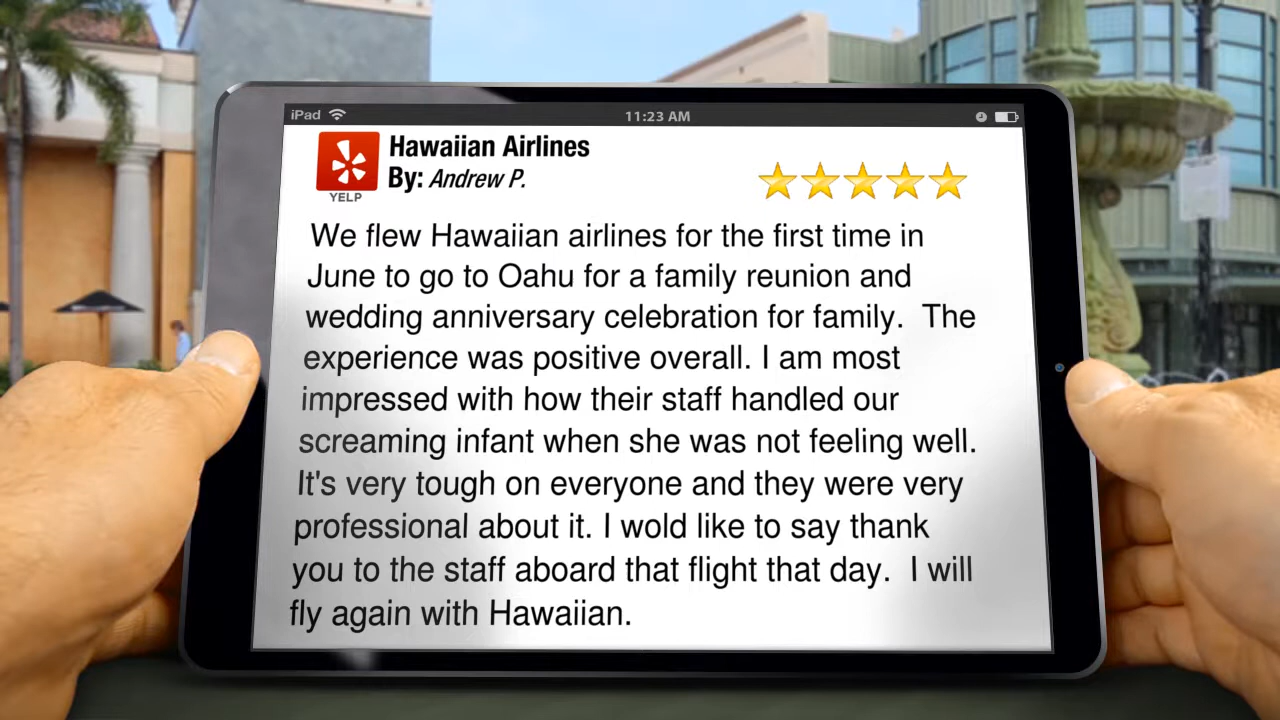 iPad 11:23 AM
Hawaiian Airlines
By: Andrew P.
YELP
We flew Hawaiian airlines for the first time in
June to go to Oahu for a family reunion and
wedding anniversary celebration for family.  The
experience was positive overall. I am most
impressed with how their staff handled our
screaming infant when she was not feeling well.
It's very tough on everyone and they were very
professional about it. I wold like to say thank
you to the staff aboard that flight that day.  I will
fly again with Hawaiian.